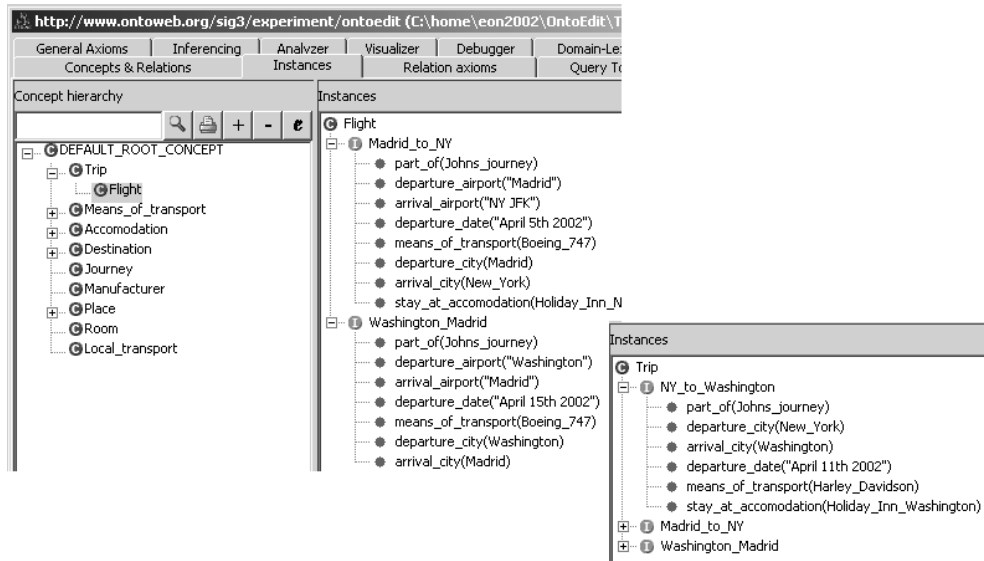 http://www.ontoweb.org/sig3/experiment/ontoedit (C:\home\eon2002\OntoEdit\T
General Axioms Inferencing Analyzer Visualizer Debugger Domain-Le
Concepts & Relations Instances Relation axioms Query To
Concept hierarchy
+ - e
DEFAULT_ROOT_CONCEPT
Trip
Flight
Means_of_transport
Accomodation
Destination
Journey
Manufacturer
Place
Room
Local_transport
Instances
Flight
Madrid_to_NY
part_of(Johns_journey)
departure_airport("Madrid")
arrival_airport("NY JFK")
departure_date("April 5th 2002")
means_of_transport(Boeing_747)
departure_city(Madrid)
arrival_city(New_York)
stay_at_accomodation(Holiday_Inn_N
Washington_Madrid
part_of(Johns_journey)
departure_airport("Washington")
arrival_airport("Madrid")
departure_date("April 15th 2002")
means_of_transport(Boeing_747)
departure_city(Washington)
arrival_city(Madrid)
Instances
Trip
NY_to_Washington
part_of(Johns_journey)
departure_city(New_York)
arrival_city(Washington)
departure_date("April 11th 2002")
means_of_transport(Harley_Davidson)
stay_at_accomodation(Holiday_Inn_Washington)
Madrid_to_NY
Washington_Madrid